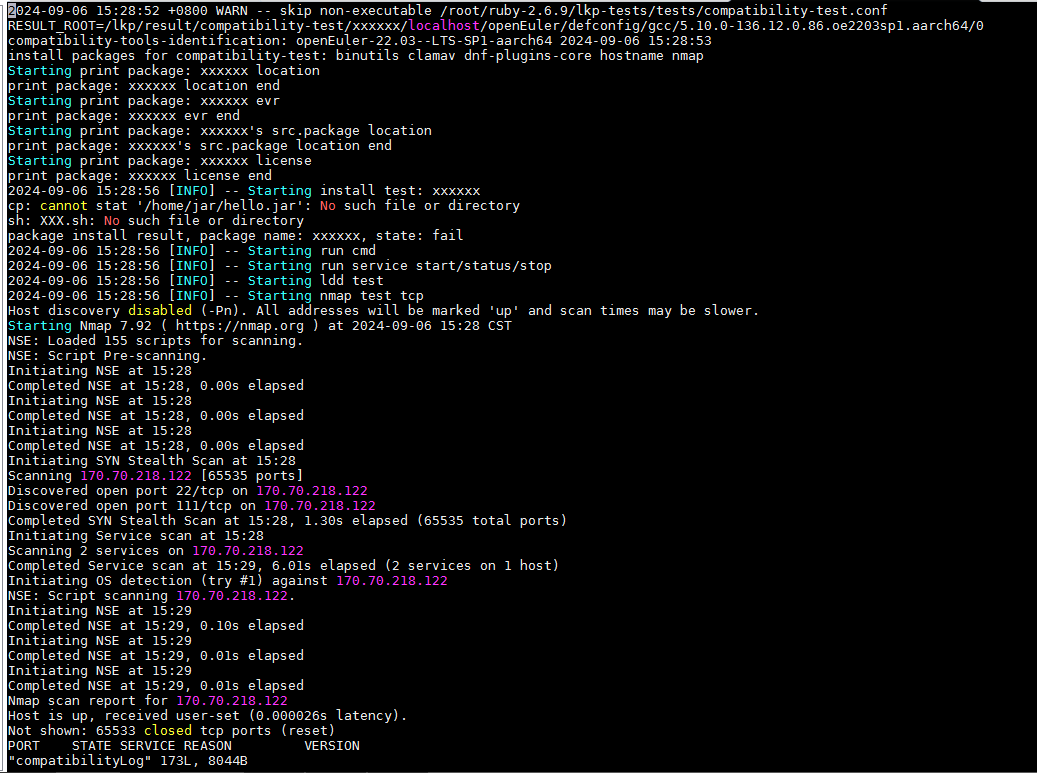 2024-09-06 15:28:52 +0800 WARN -- skip non-executable /root/ruby-2.6.9/lkp-tests/tests/compatibility-test.conf
RESULT_ROOT=/lkp/result/compatibility-test/xxxxxx/localhost/openEuler/defconfig/gcc/5.10.0-136.12.0.86.oe2203sp1.aarch64/0
compatibility-tools-identification: openEuler-22.03--LTS-SP1-aarch64 2024-09-06 15:28:53
install packages for compatibility-test: binutils clamav dnf-plugins-core hostname nmap
Starting print package: xxxxxx location
print package: xxxxxx location end
Starting print package: xxxxxx evr
print package: xxxxxx evr end
Starting print package: xxxxxx's src.package location
print package: xxxxxx's src.package location end
Starting print package: xxxxxx license
print package: xxxxxx license end
2024-09-06 15:28:56 [INFO] -- Starting install test: xxxxxx
cp: cannot stat '/home/jar/hello.jar': No such file or directory
sh: XXX.sh: No such file or directory
package install result, package name: xxxxxx, state: fail
2024-09-06 15:28:56 [INFO] -- Starting run cmd
2024-09-06 15:28:56 [INFO] -- Starting run service start/status/stop
2024-09-06 15:28:56 [INFO] -- Starting ldd test
2024-09-06 15:28:56 [INFO] -- Starting nmap test tcp
Host discovery disabled (-Pn). All addresses will be marked 'up' and scan times may be slower.
Starting Nmap 7.92 ( https://nmap.org ) at 2024-09-06 15:28 CST
NSE: Loaded 155 scripts for scanning.
NSE: Script Pre-scanning.
Initiating NSE at 15:28
Completed NSE at 15:28, 0.00s elapsed
Initiating NSE at 15:28
Completed NSE at 15:28, 0.00s elapsed
Initiating NSE at 15:28
Completed NSE at 15:28, 0.00s elapsed
Initiating SYN Stealth Scan at 15:28
Scanning 170.70.218.122 [65535 ports]
Discovered open port 22/tcp on 170.70.218.122
Discovered open port 111/tcp on 170.70.218.122
Completed SYN Stealth Scan at 15:28, 1.30s elapsed (65535 total ports)
Initiating Service scan at 15:28
Scanning 2 services on 170.70.218.122
Completed Service scan at 15:29, 6.01s elapsed (2 services on 1 host)
Initiating OS detection (try #1) against 170.70.218.122
NSE: Script scanning 170.70.218.122.
Initiating NSE at 15:29
Completed NSE at 15:29, 0.10s elapsed
Initiating NSE at 15:29
Completed NSE at 15:29, 0.01s elapsed
Initiating NSE at 15:29
Completed NSE at 15:29, 0.01s elapsed
Nmap scan report for 170.70.218.122
Host is up, received user-set (0.000026s latency).
Not shown: 65533 closed tcp ports (reset)
PORT    STATE SERVICE REASON         VERSION
"compatibilityLog" 173L, 8044B